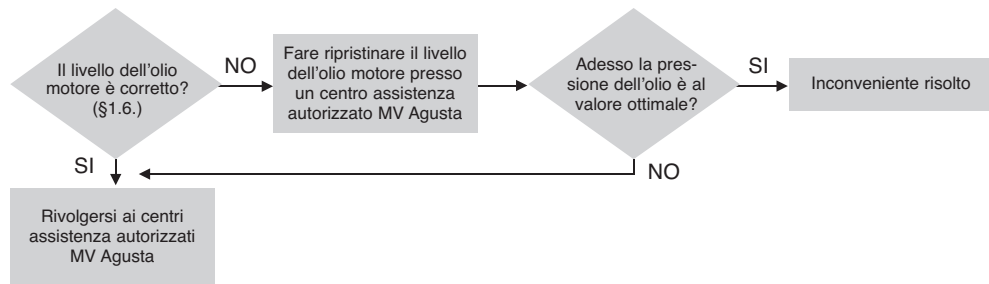 Il livello dell'olio
motore è corretto?
(§1.6.)
NO
Fare ripristinare il livello
dell'olio motore presso
un centro assistenza
autorizzato MV Agusta
Adesso la pres-
sione dell'olio è al
valore ottimale?
SI
Inconveniente risolto
SI
NO
Rivolgersi ai centri
assistenza autorizzati
MV Agusta